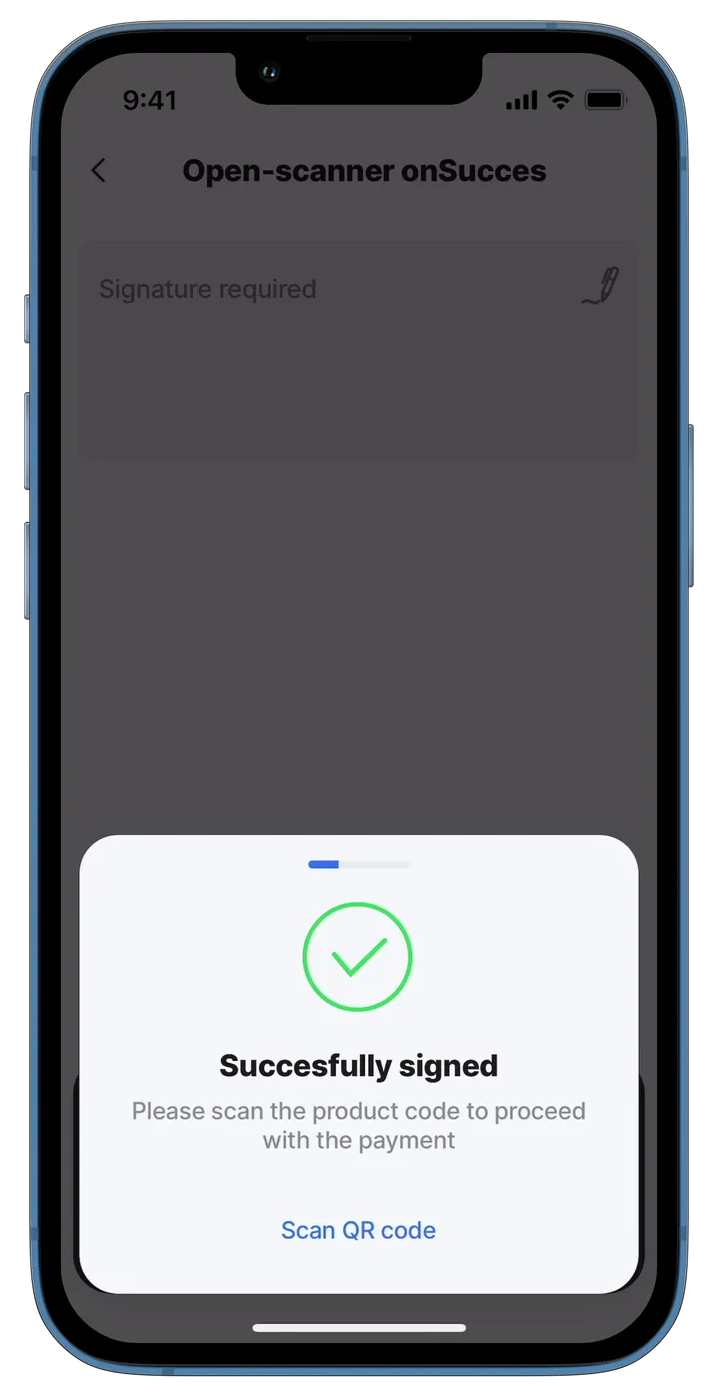 9:41
Open-scanner onSucces
Signature required
Succesfully signed
Please scan the product code to proceed
with the payment
Scan QR code